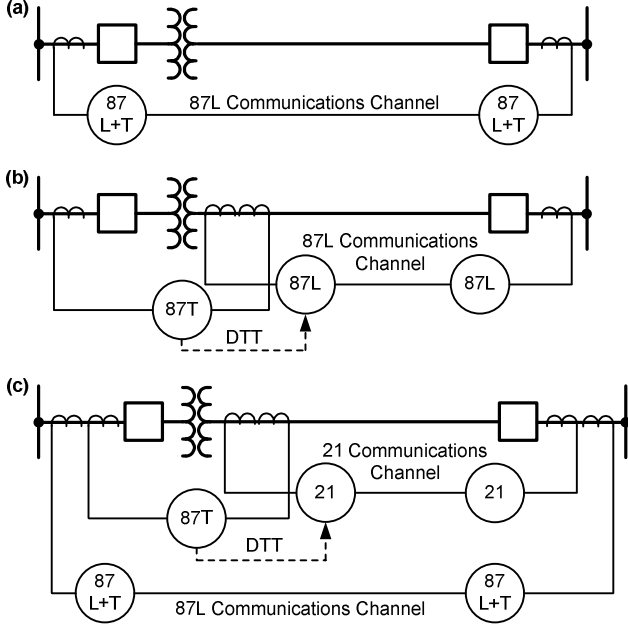 (a)
87
L+T
87L Communications Channel
87
L+T
(b)
87L Communications
Channel
87T
87L
87L
DTT
(c)
21 Communications
Channel
21
21
87T
DTT
87
L+T
87L Communications Channel
87
L+T